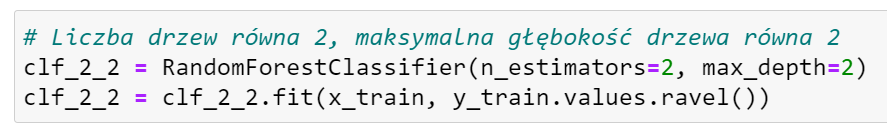 # Liczba drzew równa 2, maksymalna głębokość drzewa równa 2
clf_2_2 = RandomForestClassifier(n_estimators=2, max_depth=2)
clf_2_2 = clf_2_2.fit(x_train, y_train.values.ravel())